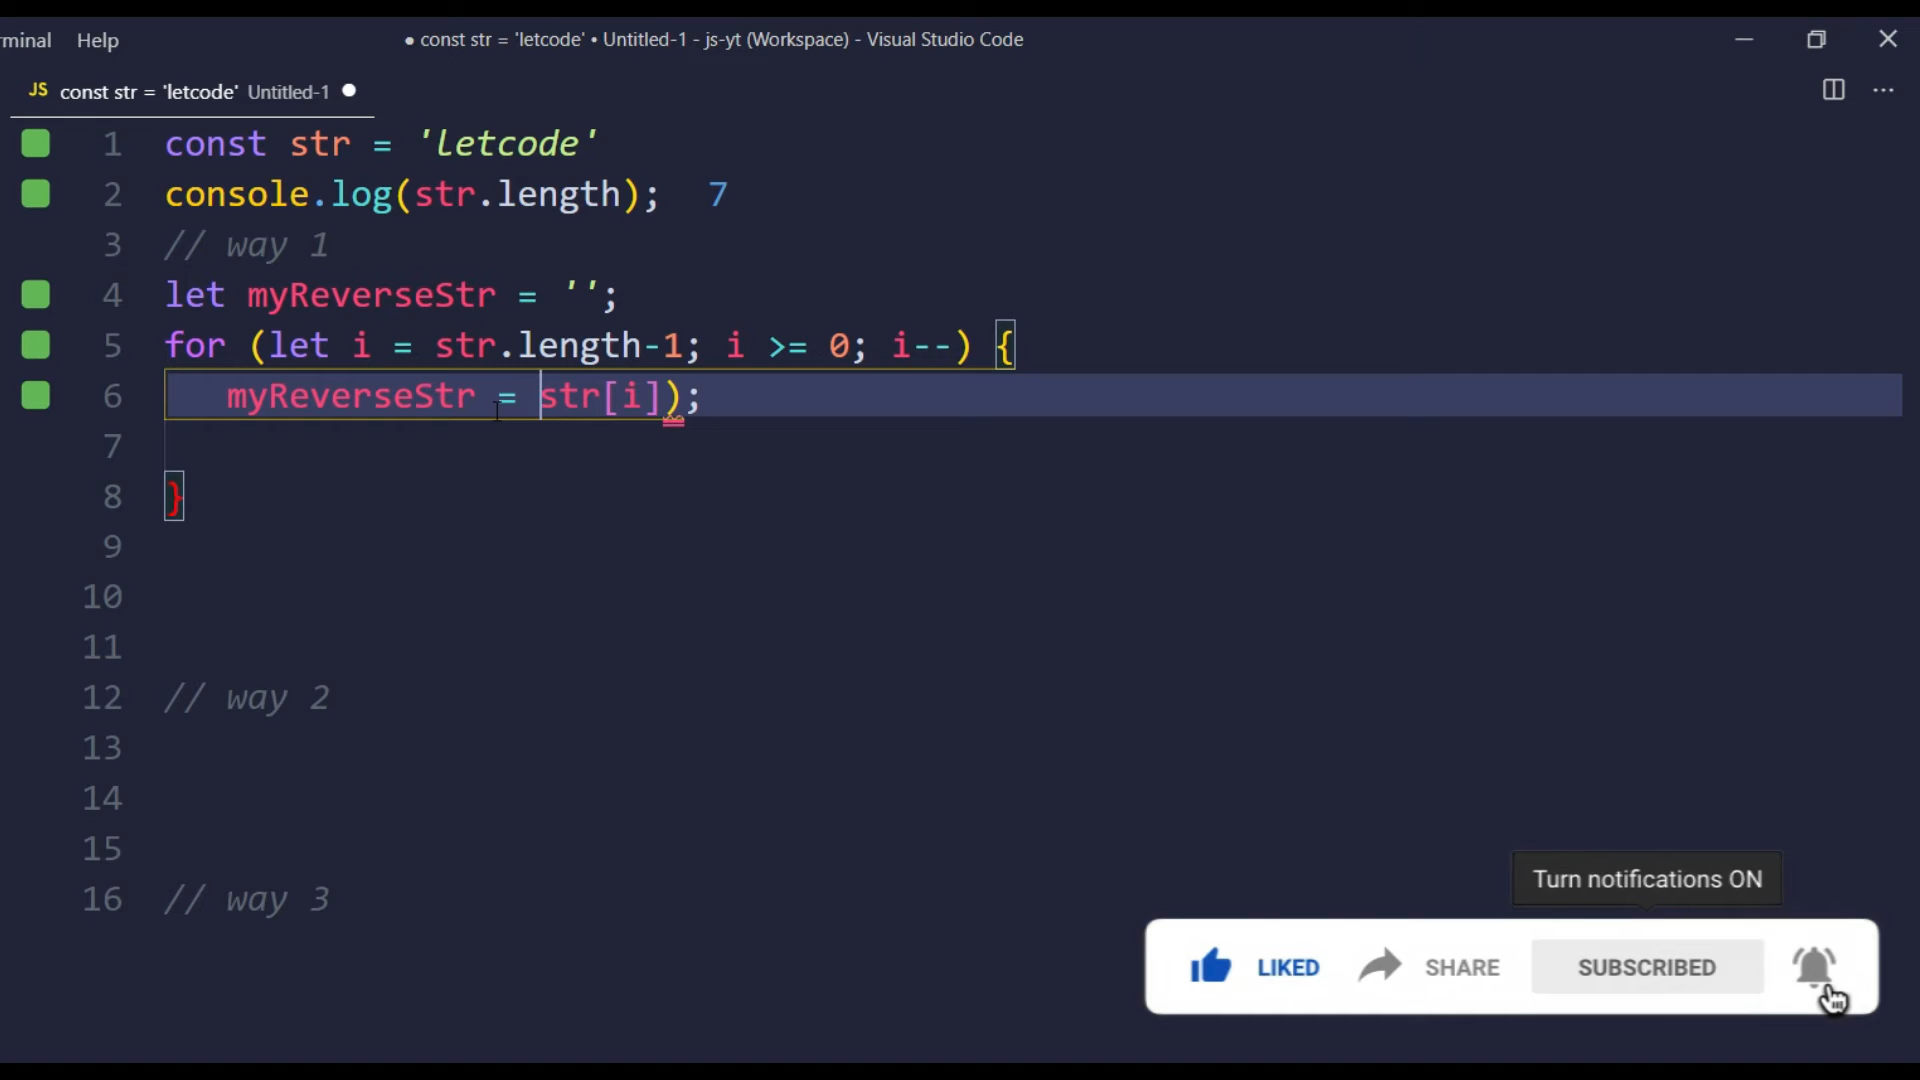 rminal Help
● const str = 'letcode' • Untitled-1 - js-yt (Workspace) - Visual Studio Code
JS const str = 'letcode' Untitled-1 ●
1 const str = 'letcode'
2 console.log(str.length); 7
3 // way 1
4 let myReverseStr = '';
5 for (let i = str.length-1; i >= 0; i--) {
6 myReverseStr = str[i]);
7
8 }
9
10
11
12 // way 2
13
14
15
16 // way 3
Turn notifications ON
LIKED SHARE SUBSCRIBED